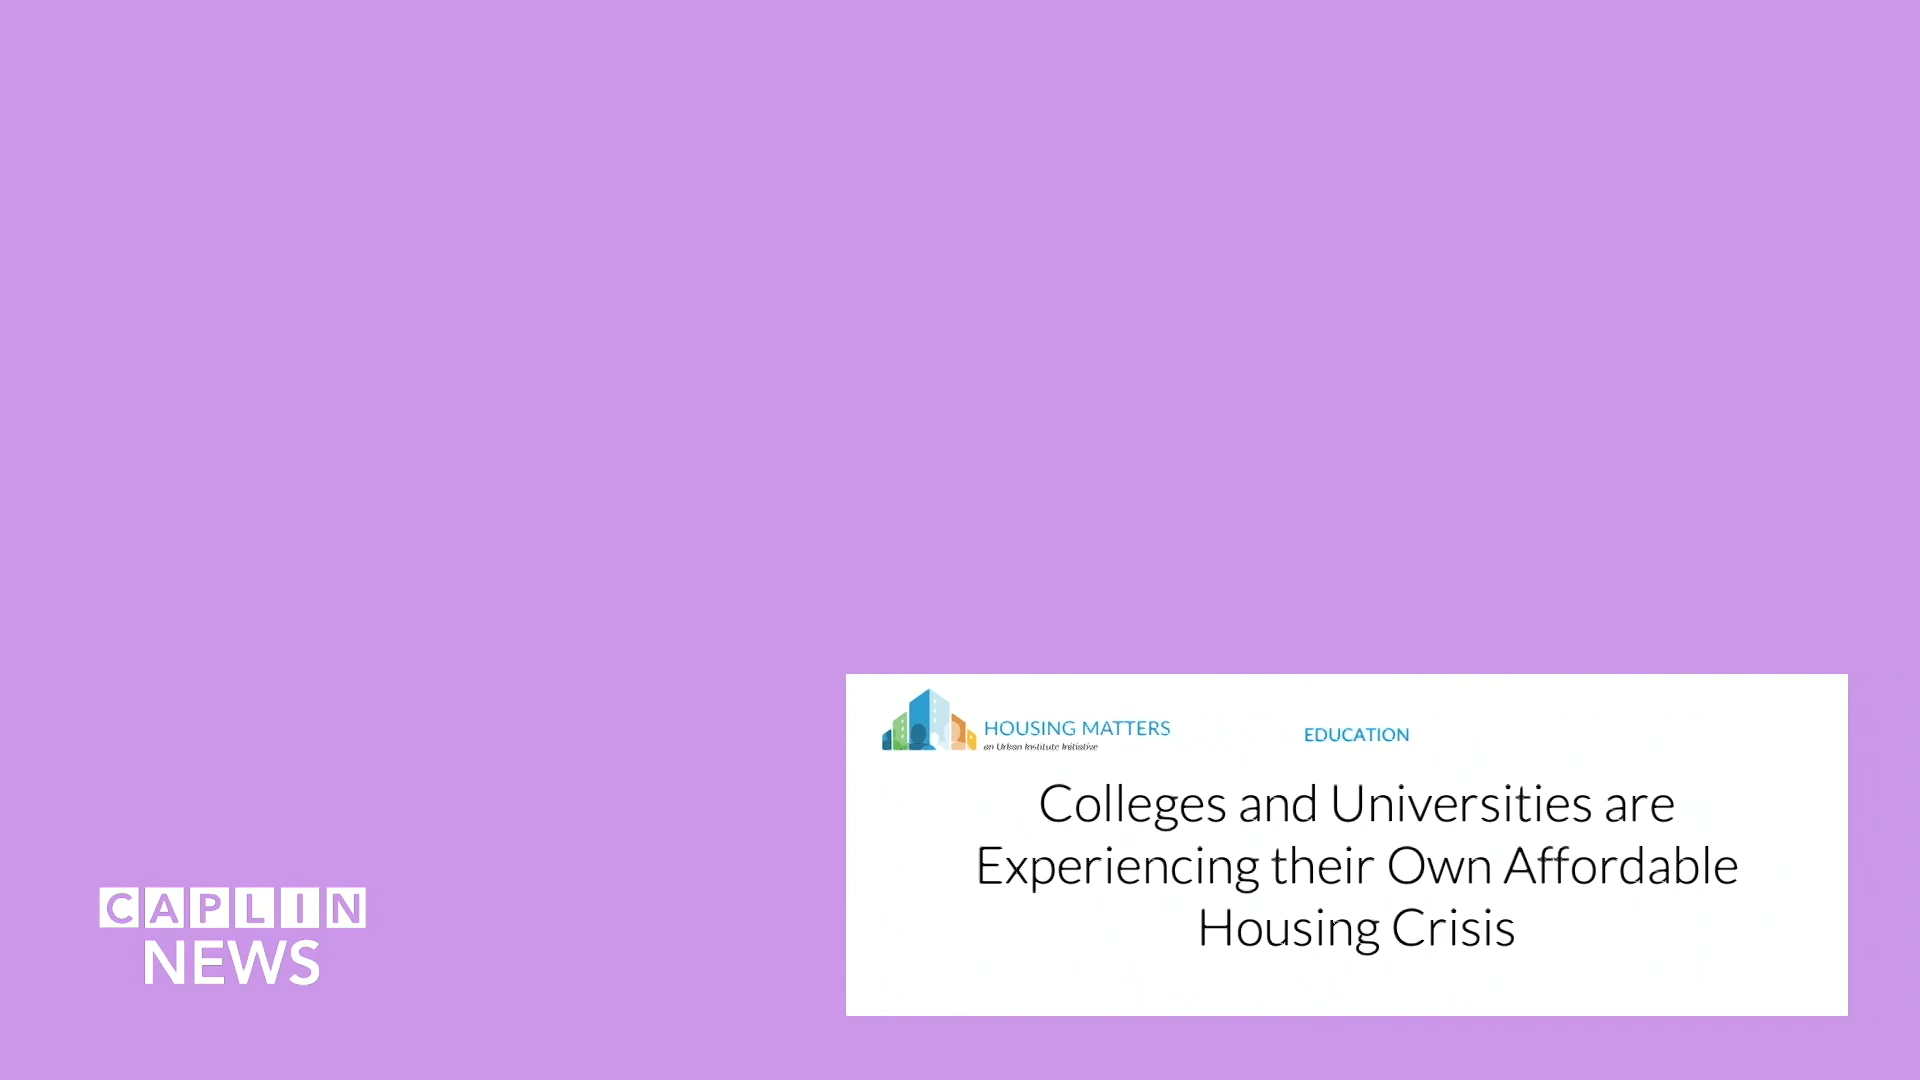 HOUSING MATTERS
an Urban Institute Initiative
EDUCATION
Colleges and Universities are
Experiencing their Own Affordable
Housing Crisis
CAPLIN
NEWS